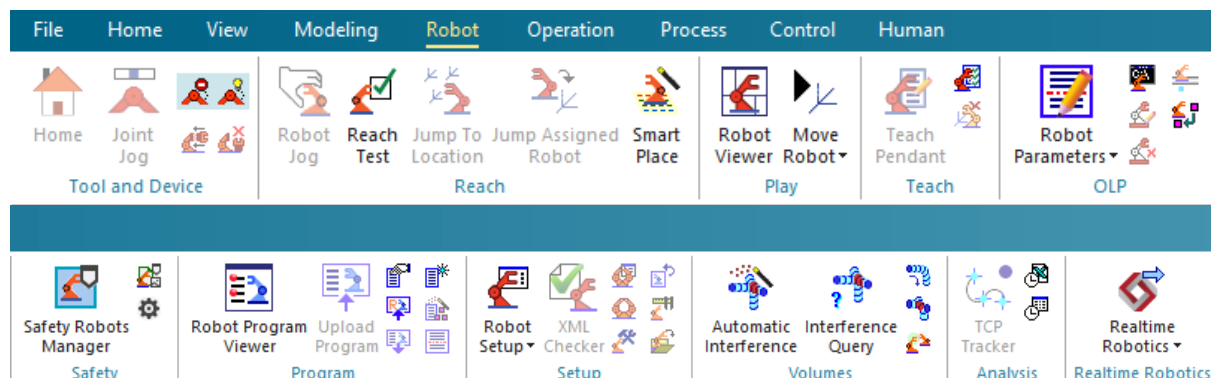 File Home View Modeling Robot Operation Process Control Human
Home Joint Robot Reach Jump To Jump Assigned Smart Robot Move Teach Robot
Jog Jog Test Location Robot Place Viewer Robot Pendant Parameters
Tool and Device Reach Play Teach OLP
Safety Robots Robot Program Upload Robot XML Automatic Interference TCP Realtime
Manager Viewer Program Setup Checker Interference Query Tracker Robotics
Safety Program Setup Volumes Analysis Realtime Robotics